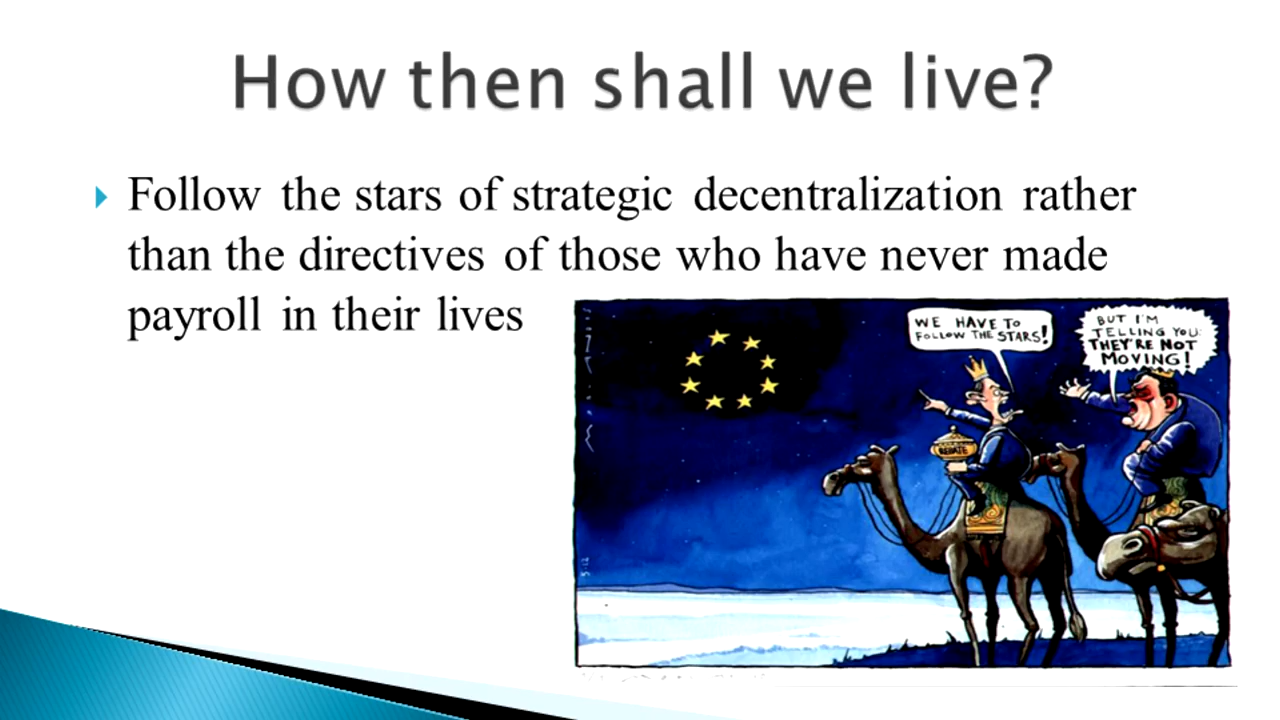 How then shall we live?
Follow the stars of strategic decentralization rather
than the directives of those who have never made
payroll in their lives
WE HAVE TO
FOLLOW THE STARS!
BUT I'M
TELLING YOU:
THEY'RE NOT
MOVING!
REBATE